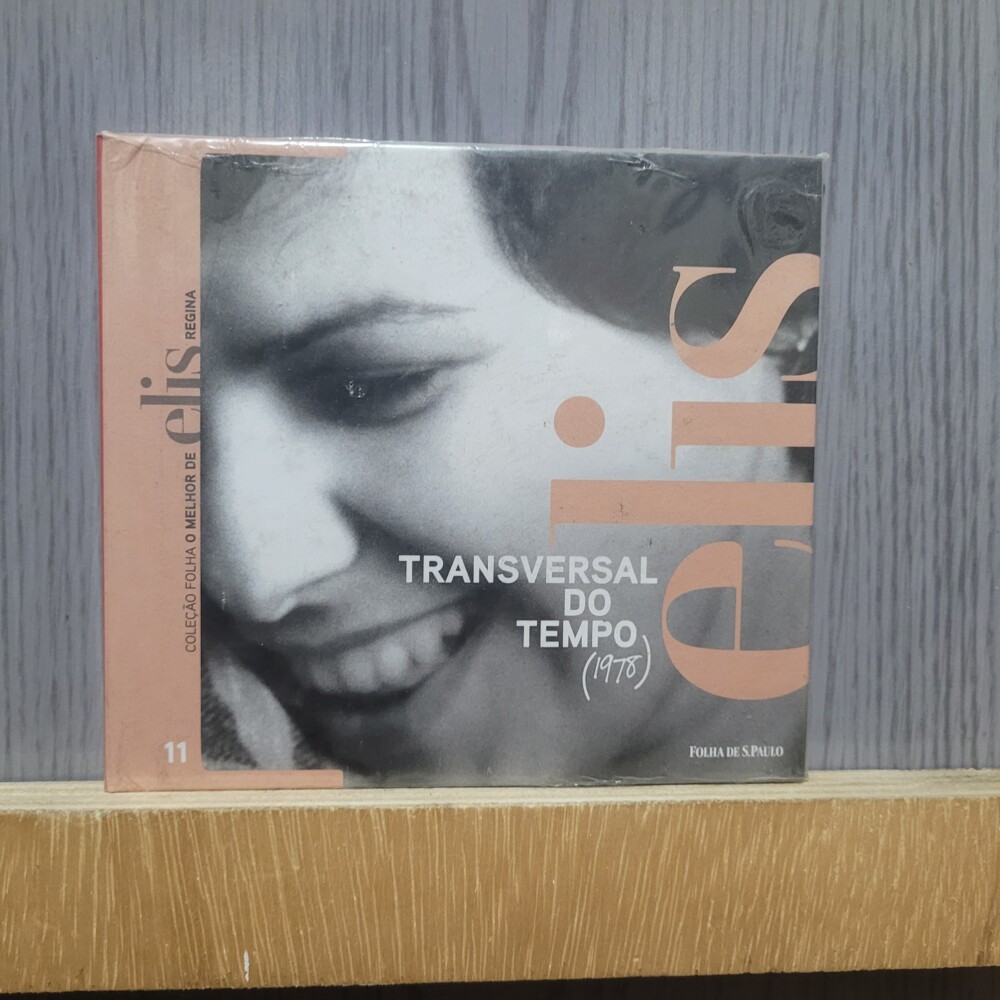 COLEÇÃO FOLHA O MELHOR DE elis REGINA
11
elis
TRANSVERSAL
DO
TEMPO
(1978)
FOLHA DE S.PAULO